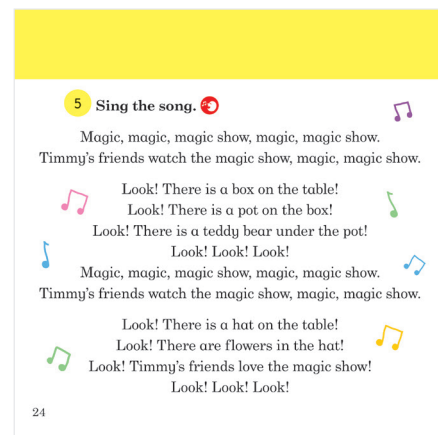 5 Sing the song.
Magic, magic, magic show, magic, magic show.
Timmy's friends watch the magic show, magic, magic show.
Look! There is a box on the table!
Look! There is a pot on the box!
Look! There is a teddy bear under the pot!
Look! Look! Look!
Magic, magic, magic show, magic, magic show.
Timmy's friends watch the magic show, magic, magic show.
Look! There is a hat on the table!
Look! There are flowers in the hat!
Look! Timmy's friends love the magic show!
Look! Look! Look!
24